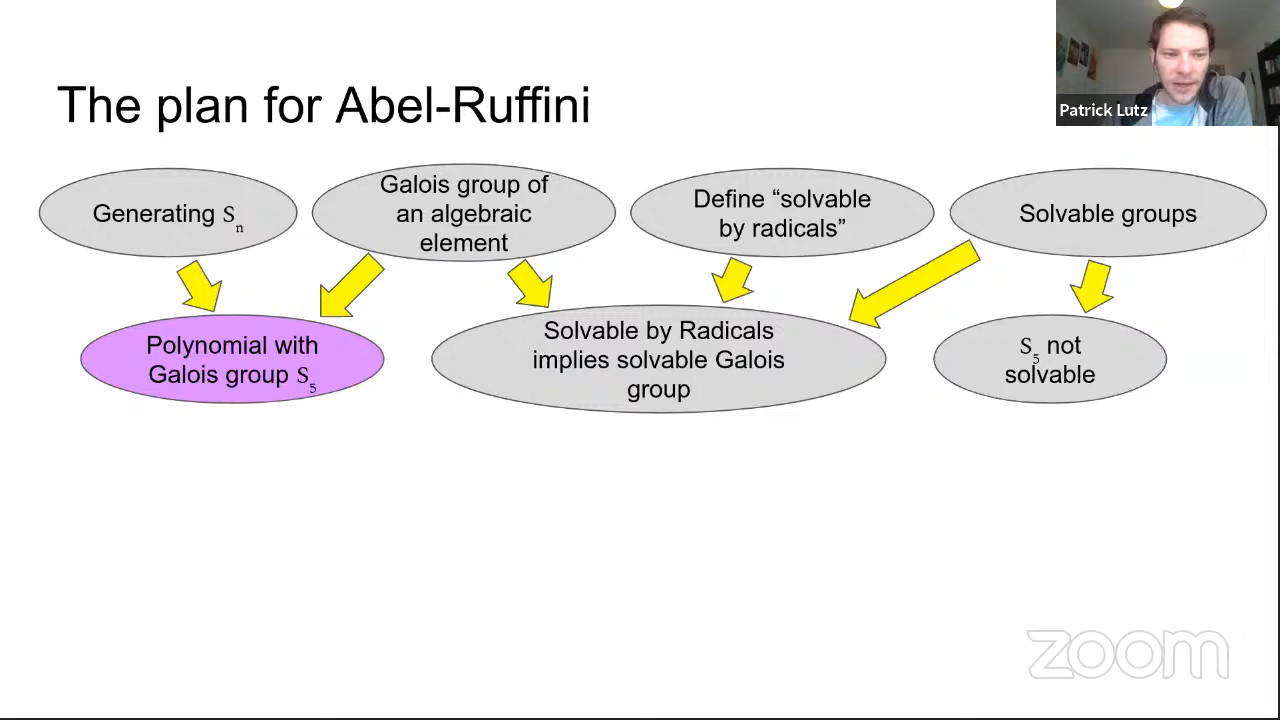 The plan for Abel-Ruffini
Patrick Lutz
Generating Sn
Galois group of
an algebraic
element
Define “solvable
by radicals”
Solvable groups
Polynomial with
Galois group S5
Solvable by Radicals
implies solvable Galois
group
S5 not
solvable
zoom